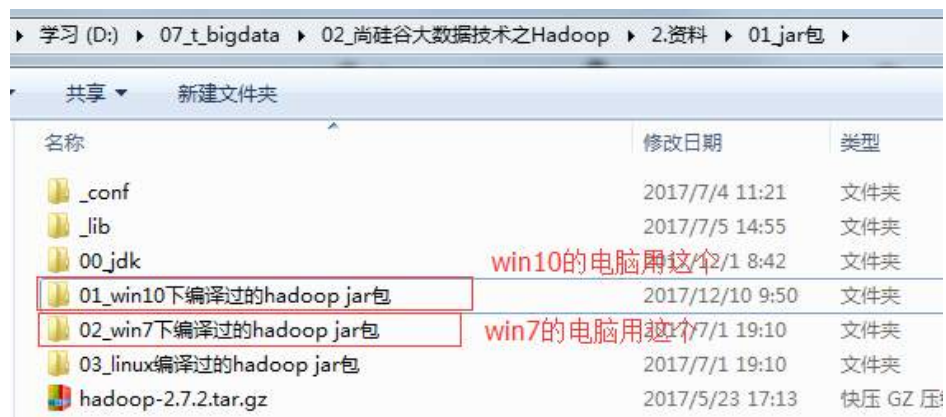 学习 (D:) ▸ 07_t_bigdata ▸ 02_尚硅谷大数据技术之Hadoop ▸ 2.资料 ▸ 01_jar包 ▸
共享 新建文件夹
名称 修改日期 类型
_conf 2017/7/4 11:21 文件夹
_lib 2017/7/5 14:55 文件夹
00_jdk win10的电脑用这个 2017/12/1 8:42 文件夹
01_win10下编译过的hadoop jar包 2017/12/10 9:50 文件夹
02_win7下编译过的hadoop jar包 win7的电脑用这个 2017/7/1 19:10 文件夹
03_linux编译过的hadoop jar包 2017/7/1 19:10 文件夹
hadoop-2.7.2.tar.gz 2017/5/23 17:13 快压 GZ 压